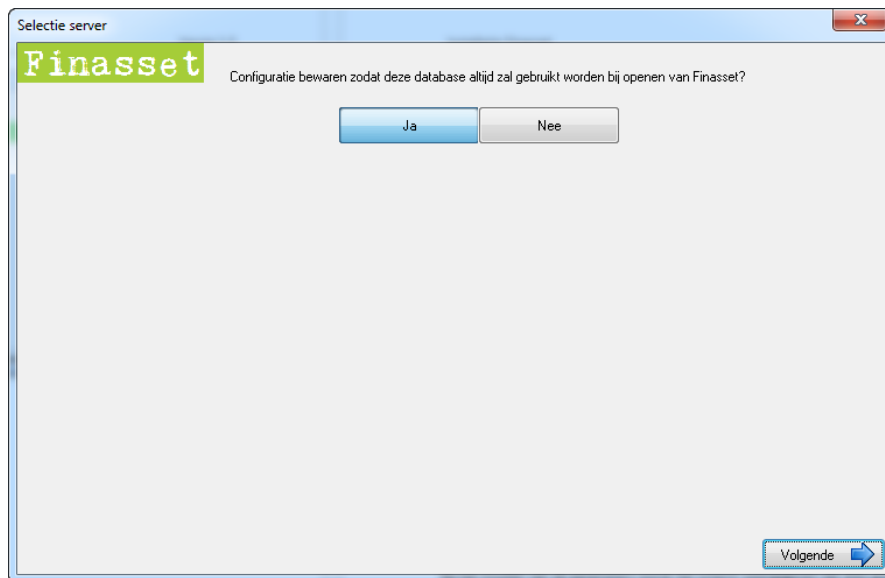 Selectie server
Finasset
Configuratie bewaren zodat deze database altijd zal gebruikt worden bij openen van Finasset?
Ja
Nee
Volgende